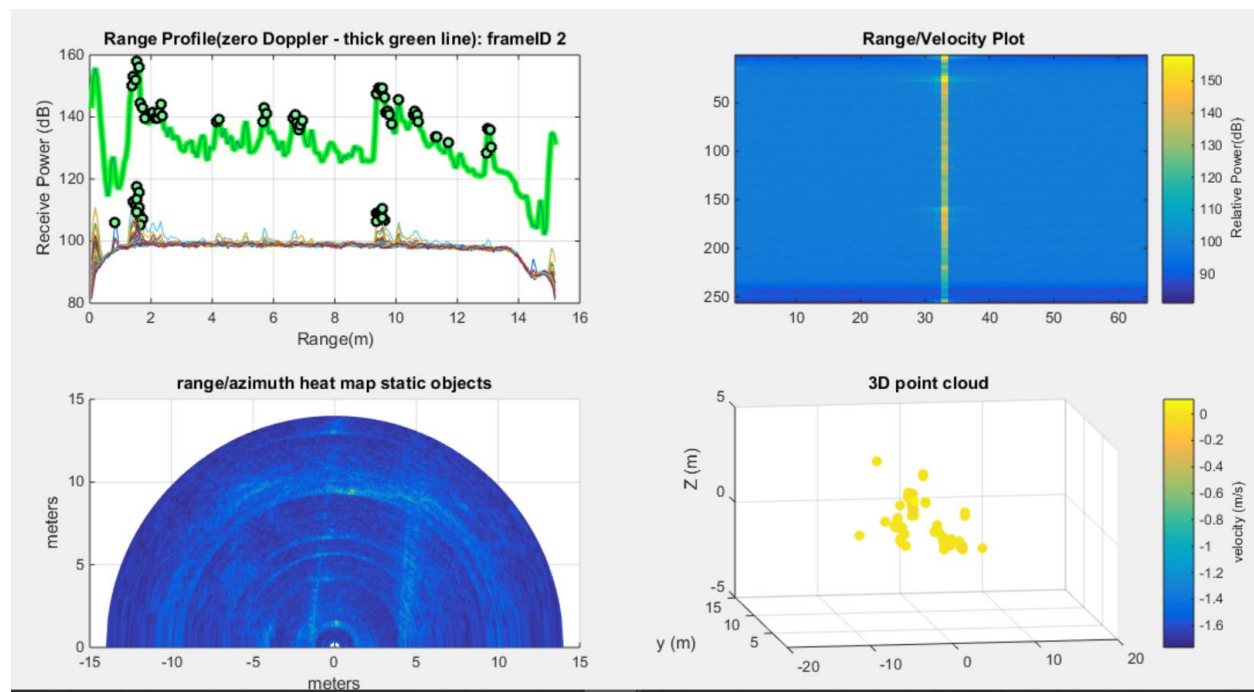 Range Profile(zero Doppler - thick green line): frameID 2
160
140
120
100
80
Receive Power (dB)
0 2 4 6 8 10 12 14 16
Range(m)
Range/Velocity Plot
50
100
150
200
250
10 20 30 40 50 60
150
140
130
120
110
100
90
Relative Power(dB)
range/azimuth heat map static objects
15
10
5
0
meters
-15 -10 -5 0 5 10 15
meters
3D point cloud
5
0
-5
Z (m)
15
10
5
y (m)
-20 -10 0 10 20
0
-0.2
-0.4
-0.6
-0.8
-1
-1.2
-1.4
-1.6
velocity (m/s)